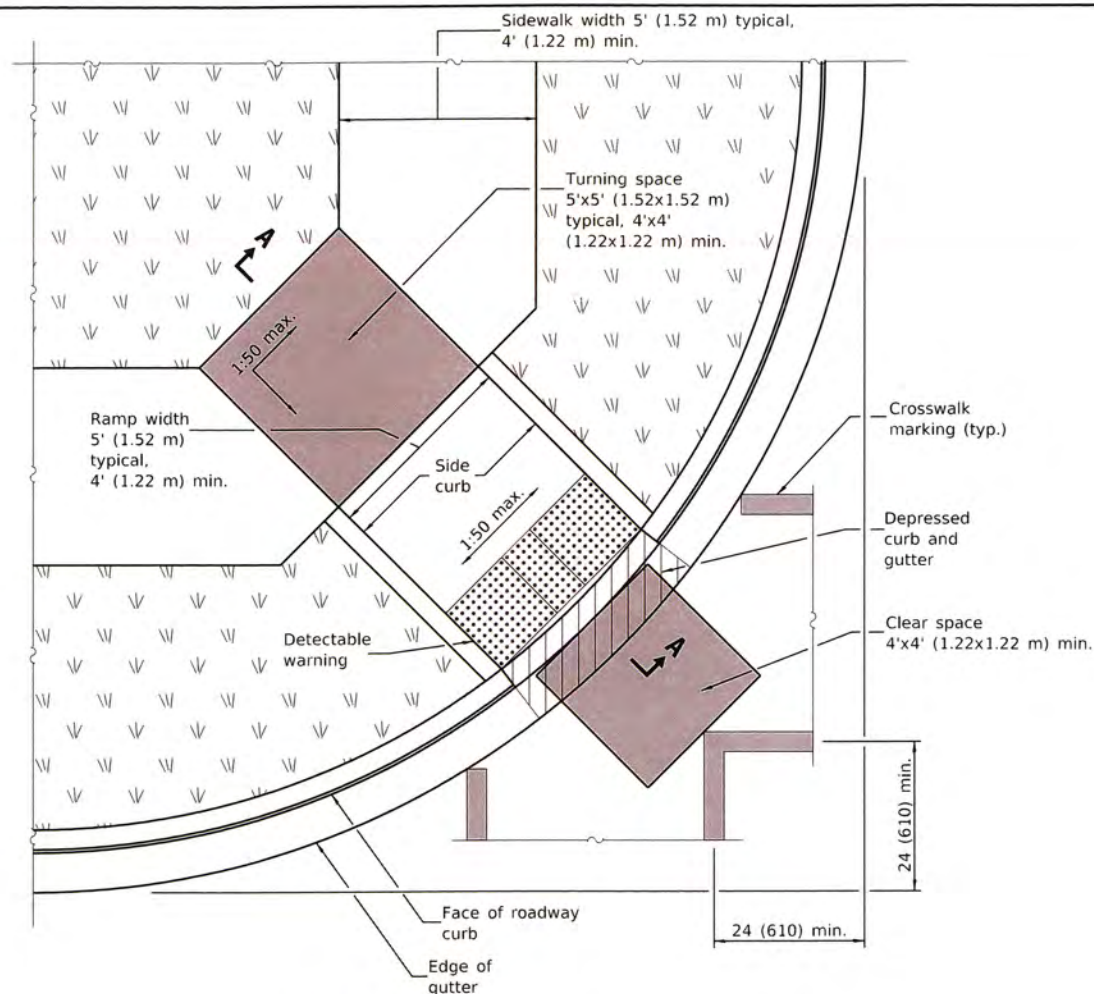 Sidewalk width 5' (1.52 m) typical,
4' (1.22 m) min.
Turning space
5'x5' (1.52x1.52 m)
typical, 4'x4'
(1.22x1.22 m) min.
A
1:50 max.
Ramp width
5' (1.52 m)
typical,
4' (1.22 m) min.
Side
curb
1:50 max.
Crosswalk
marking (typ.)
Depressed
curb and
gutter
Clear space
4'x4' (1.22x1.22 m) min.
Detectable
warning
A
24 (610) min.
24 (610) min.
Face of roadway
curb
Edge of
gutter